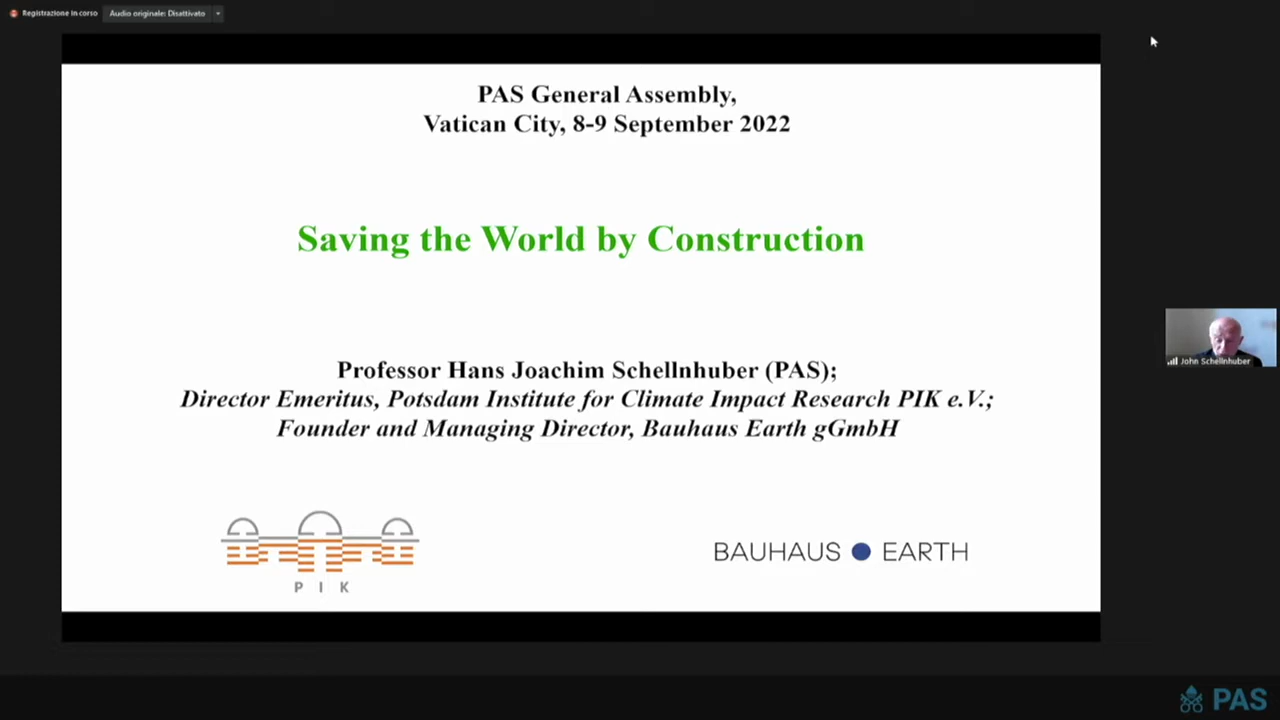 Registrazione in corso
Audio originale: Disattivato
PAS General Assembly,
Vatican City, 8-9 September 2022
Saving the World by Construction
Professor Hans Joachim Schellnhuber (PAS);
Director Emeritus, Potsdam Institute for Climate Impact Research PIK e.V.;
Founder and Managing Director, Bauhaus Earth gGmbH
PIK
BAUHAUS EARTH
John Schellnhuber
PAS